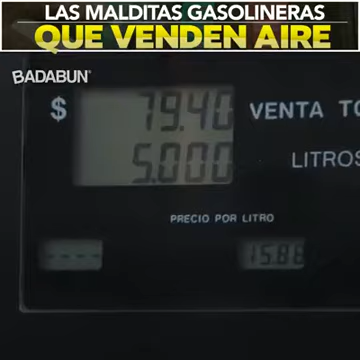 LAS MALDITAS GASOLINERAS
QUE VENDEN AIRE
BADABUN®
$ 79.40 VENTA TO
5.000 LITROS
PRECIO POR LITRO
---- 15.88